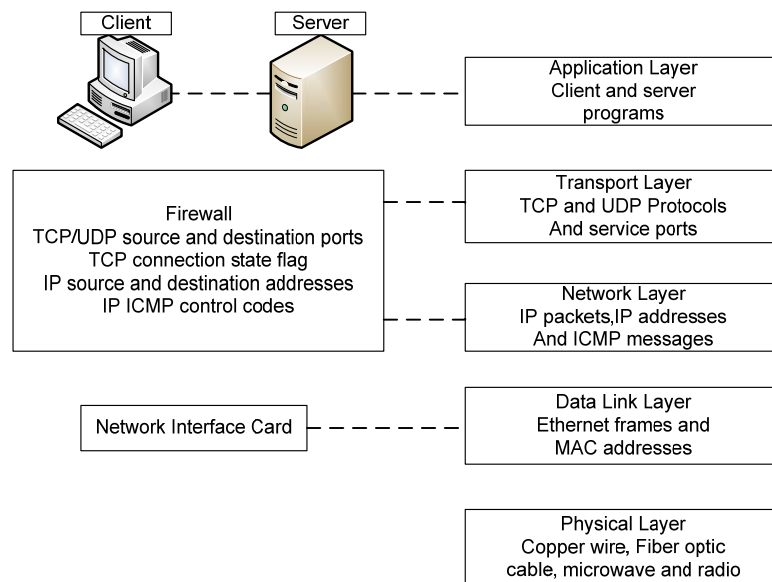 Client
Server
Application Layer
Client and server
programs
Firewall
TCP/UDP source and destination ports
TCP connection state flag
IP source and destination addresses
IP ICMP control codes
Transport Layer
TCP and UDP Protocols
And service ports
Network Layer
IP packets,IP addresses
And ICMP messages
Network Interface Card
Data Link Layer
Ethernet frames and
MAC addresses
Physical Layer
Copper wire, Fiber optic
cable, microwave and radio